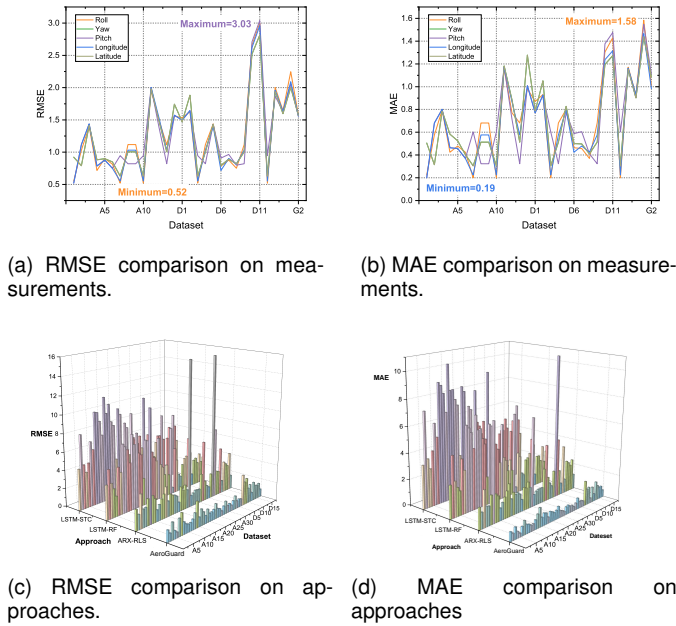 Maximum=3.03
Roll
Yaw
Pitch
Longitude
Latitude
3.0
2.5
2.0
1.5
1.0
0.5
RMSE
Minimum=0.52
A5 A10 D1 D6 D11 G2
Dataset
Maximum=1.58
Roll
Yaw
Pitch
Longitude
Latitude
1.6
1.4
1.2
1.0
0.8
0.6
0.4
0.2
0.0
MAE
Minimum=0.19
A5 A10 D1 D6 D11 G2
Dataset
(a) RMSE comparison on mea-
surements.
(b) MAE comparison on measure-
ments.
16
14
12
10
8
6
4
2
0
RMSE
LSTM-STC
LSTM-RF
ARX-RLS
AeroGuard
Approach
A5
A10
A15
A20
A25
A30
D5
D10
D15
Dataset
10
8
6
4
2
0
MAE
LSTM-STC
LSTM-RF
ARX-RLS
AeroGuard
Approach
A5
A10
A15
A20
A25
A30
D5
D10
D15
Dateset
(c) RMSE comparison on ap-
proaches.
(d) MAE comparison on
approaches